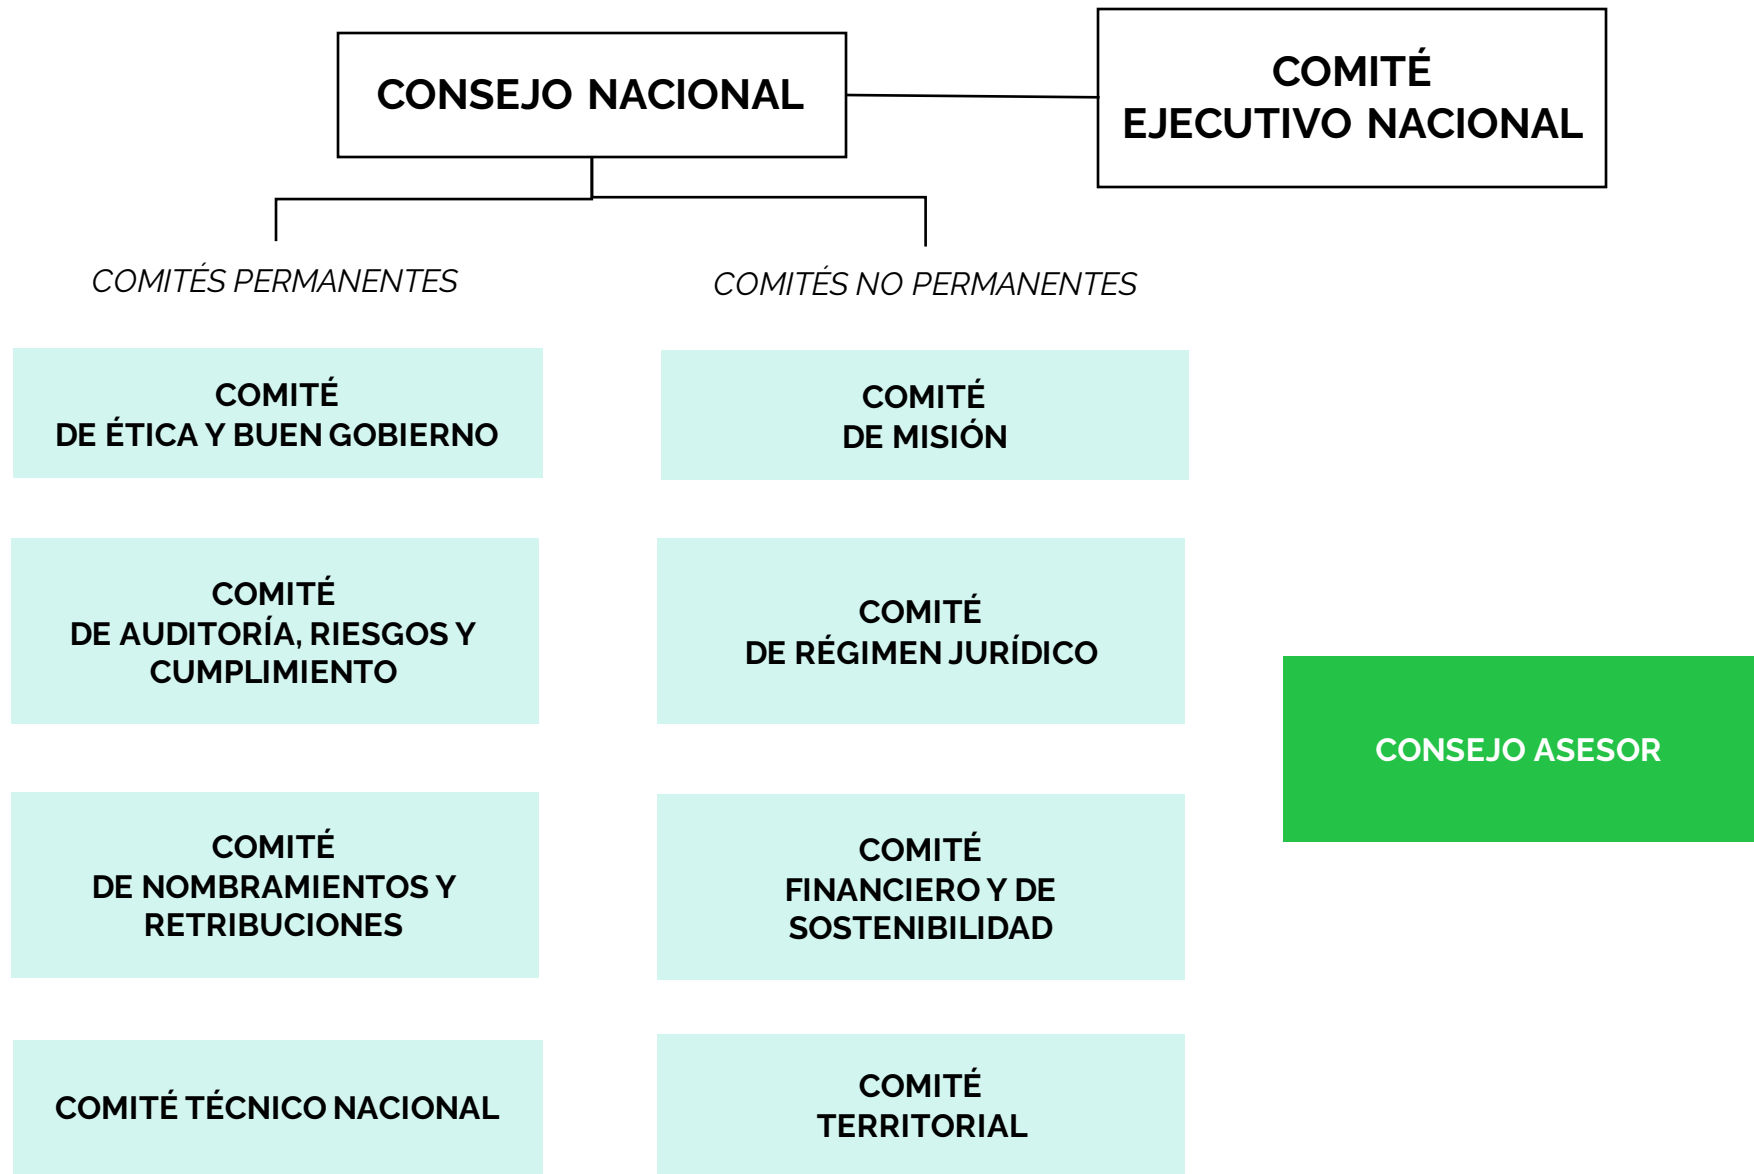 CONSEJO NACIONAL
COMITÉ
EJECUTIVO NACIONAL
COMITÉS PERMANENTES
COMITÉS NO PERMANENTES
COMITÉ
DE ÉTICA Y BUEN GOBIERNO
COMITÉ
DE MISIÓN
COMITÉ
DE AUDITORÍA, RIESGOS Y
CUMPLIMIENTO
COMITÉ
DE RÉGIMEN JURÍDICO
CONSEJO ASESOR
COMITÉ
DE NOMBRAMIENTOS Y
RETRIBUCIONES
COMITÉ
FINANCIERO Y DE
SOSTENIBILIDAD
COMITÉ TÉCNICO NACIONAL
COMITÉ
TERRITORIAL